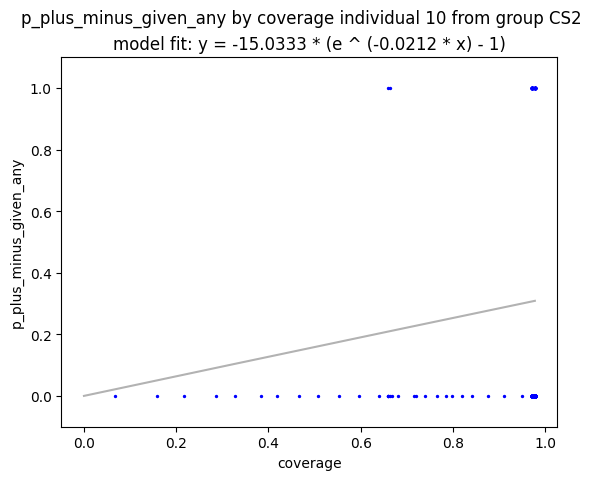 p_plus_minus_given_any by coverage individual 10 from group CS2
model fit: y = -15.0333 * (e ^ (-0.0212 * x) - 1)
1.0
0.8
0.6
0.4
0.2
0.0
p_plus_minus_given_any
0.0 0.2 0.4 0.6 0.8 1.0
coverage